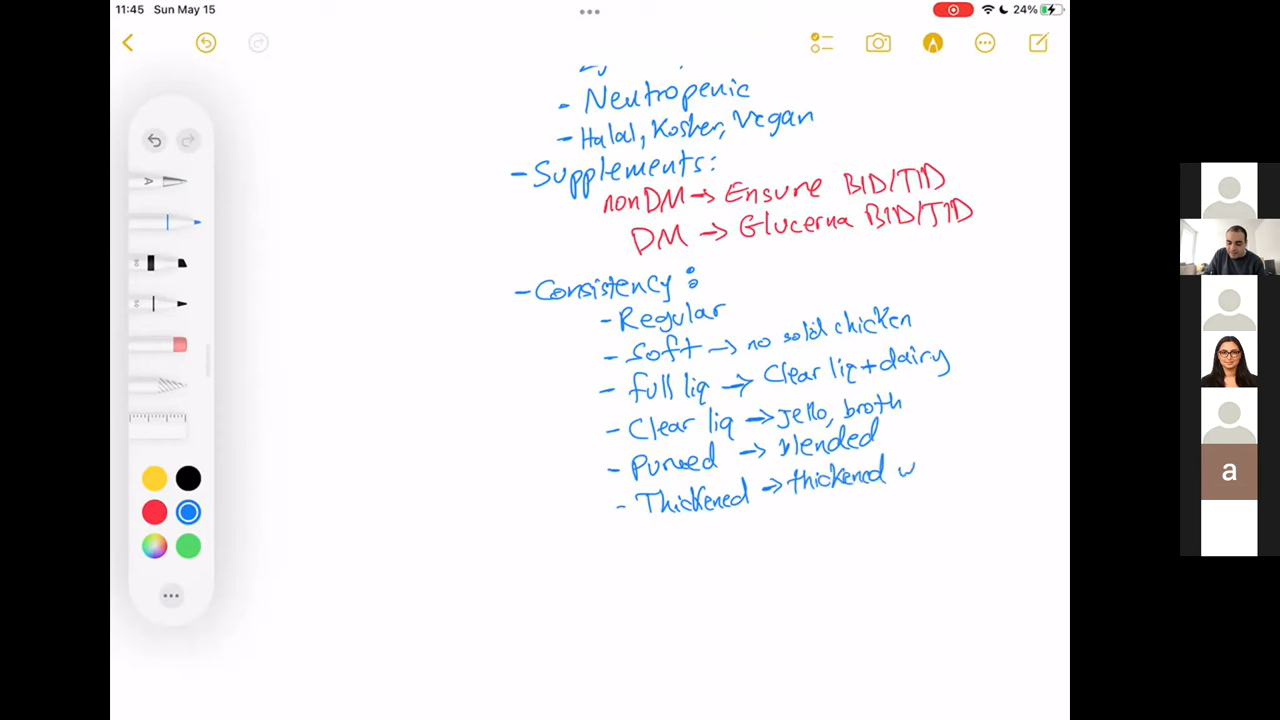 11:45 Sun May 15
24%
- Neutropenic
- Halal, Kosher, Vegan
- Supplements:
nonDM → Ensure BID/TID
DM → Glucerna BID/TID
- Consistency:
- Regular
- Soft → no solid chicken
- full liq → Clear liq + dairy
- Clear liq → Jello, broth
- Pureed → blended
- Thickened → thickened w
A
50
50
a